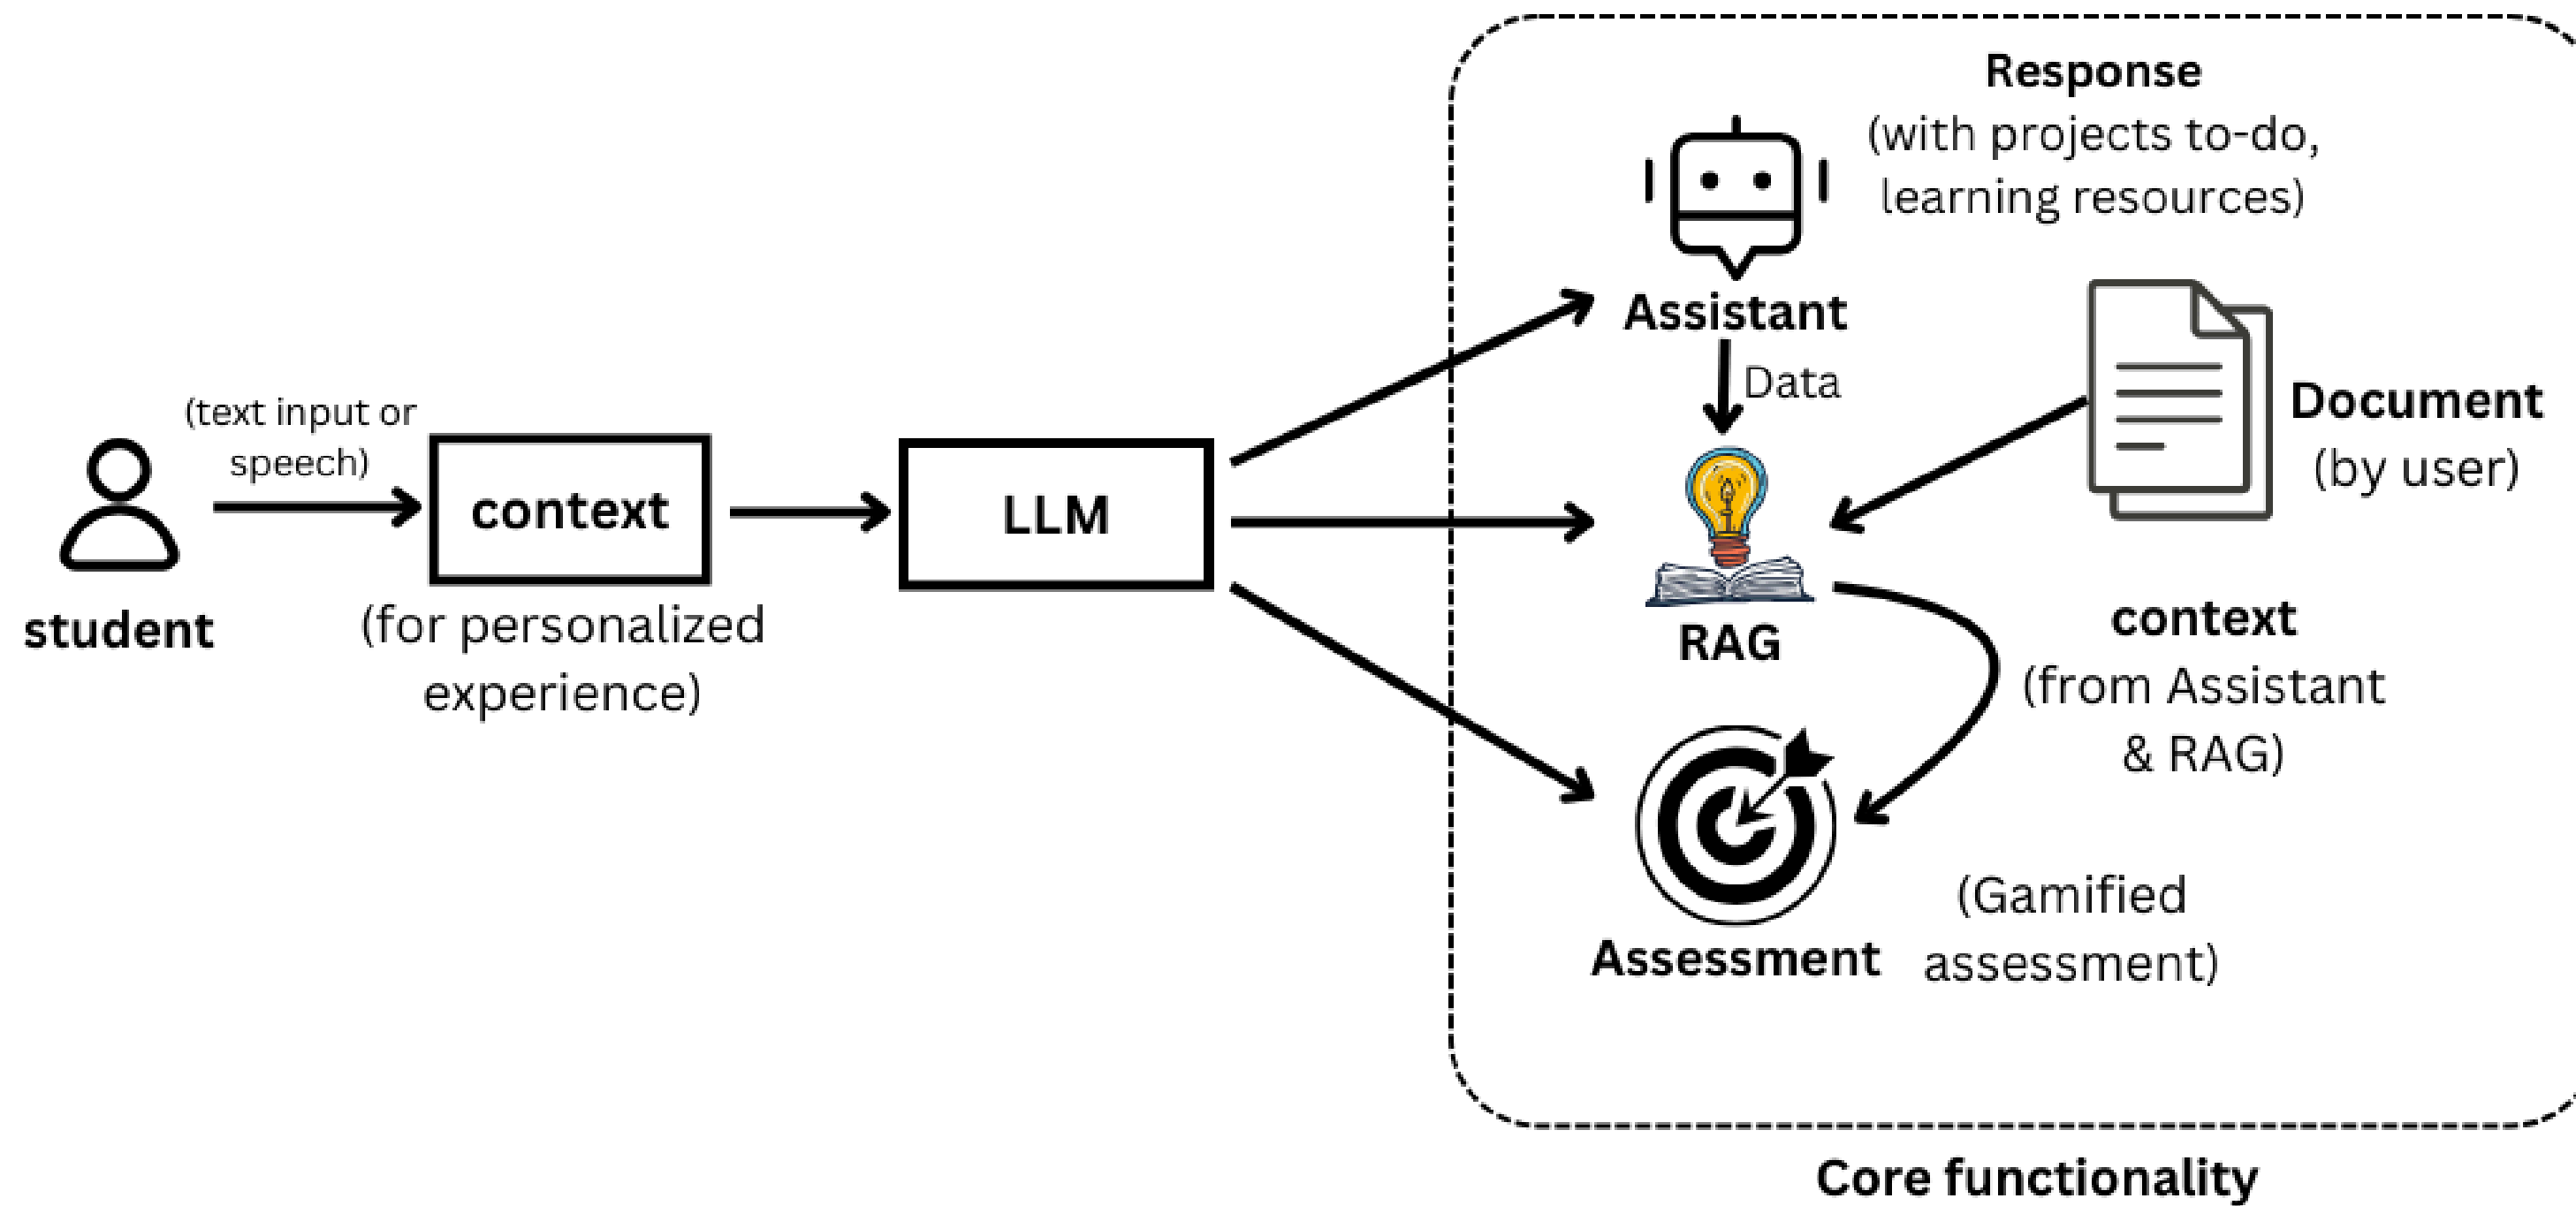 (text input or
speech)
student
context
(for personalized
experience)
LLM
Response
(with projects to-do,
learning resources)
Assistant
Data
Document
(by user)
RAG
context
(from Assistant
& RAG)
Assessment
(Gamified
assessment)
Core functionality